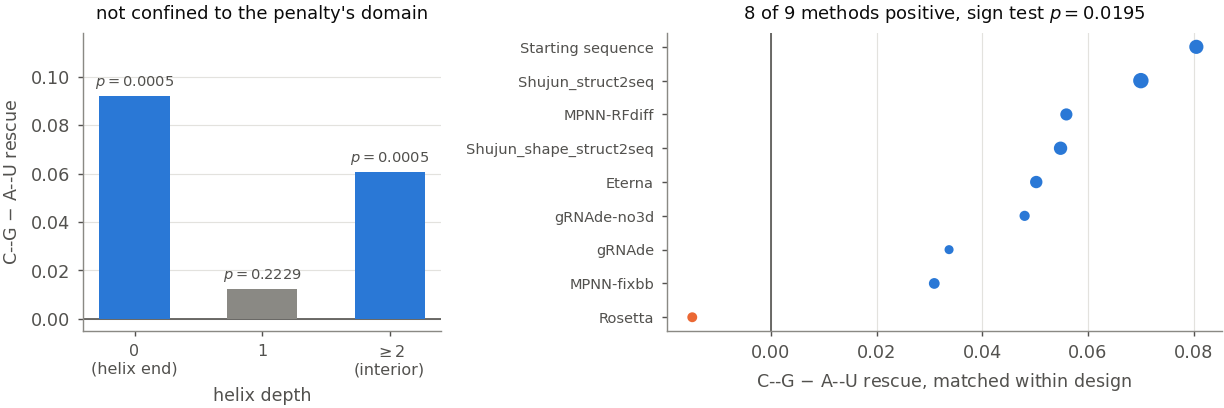 not confined to the penalty's domain
C--G − A--U rescue
0.10
0.08
0.06
0.04
0.02
0.00
p = 0.0005
p = 0.2229
p = 0.0005
0
(helix end)
1
≥ 2
(interior)
helix depth
8 of 9 methods positive, sign test p = 0.0195
Starting sequence
Shujun_struct2seq
MPNN-RFdiff
Shujun_shape_struct2seq
Eterna
gRNAde-no3d
gRNAde
MPNN-fixbb
Rosetta
0.00 0.02 0.04 0.06 0.08
C--G − A--U rescue, matched within design